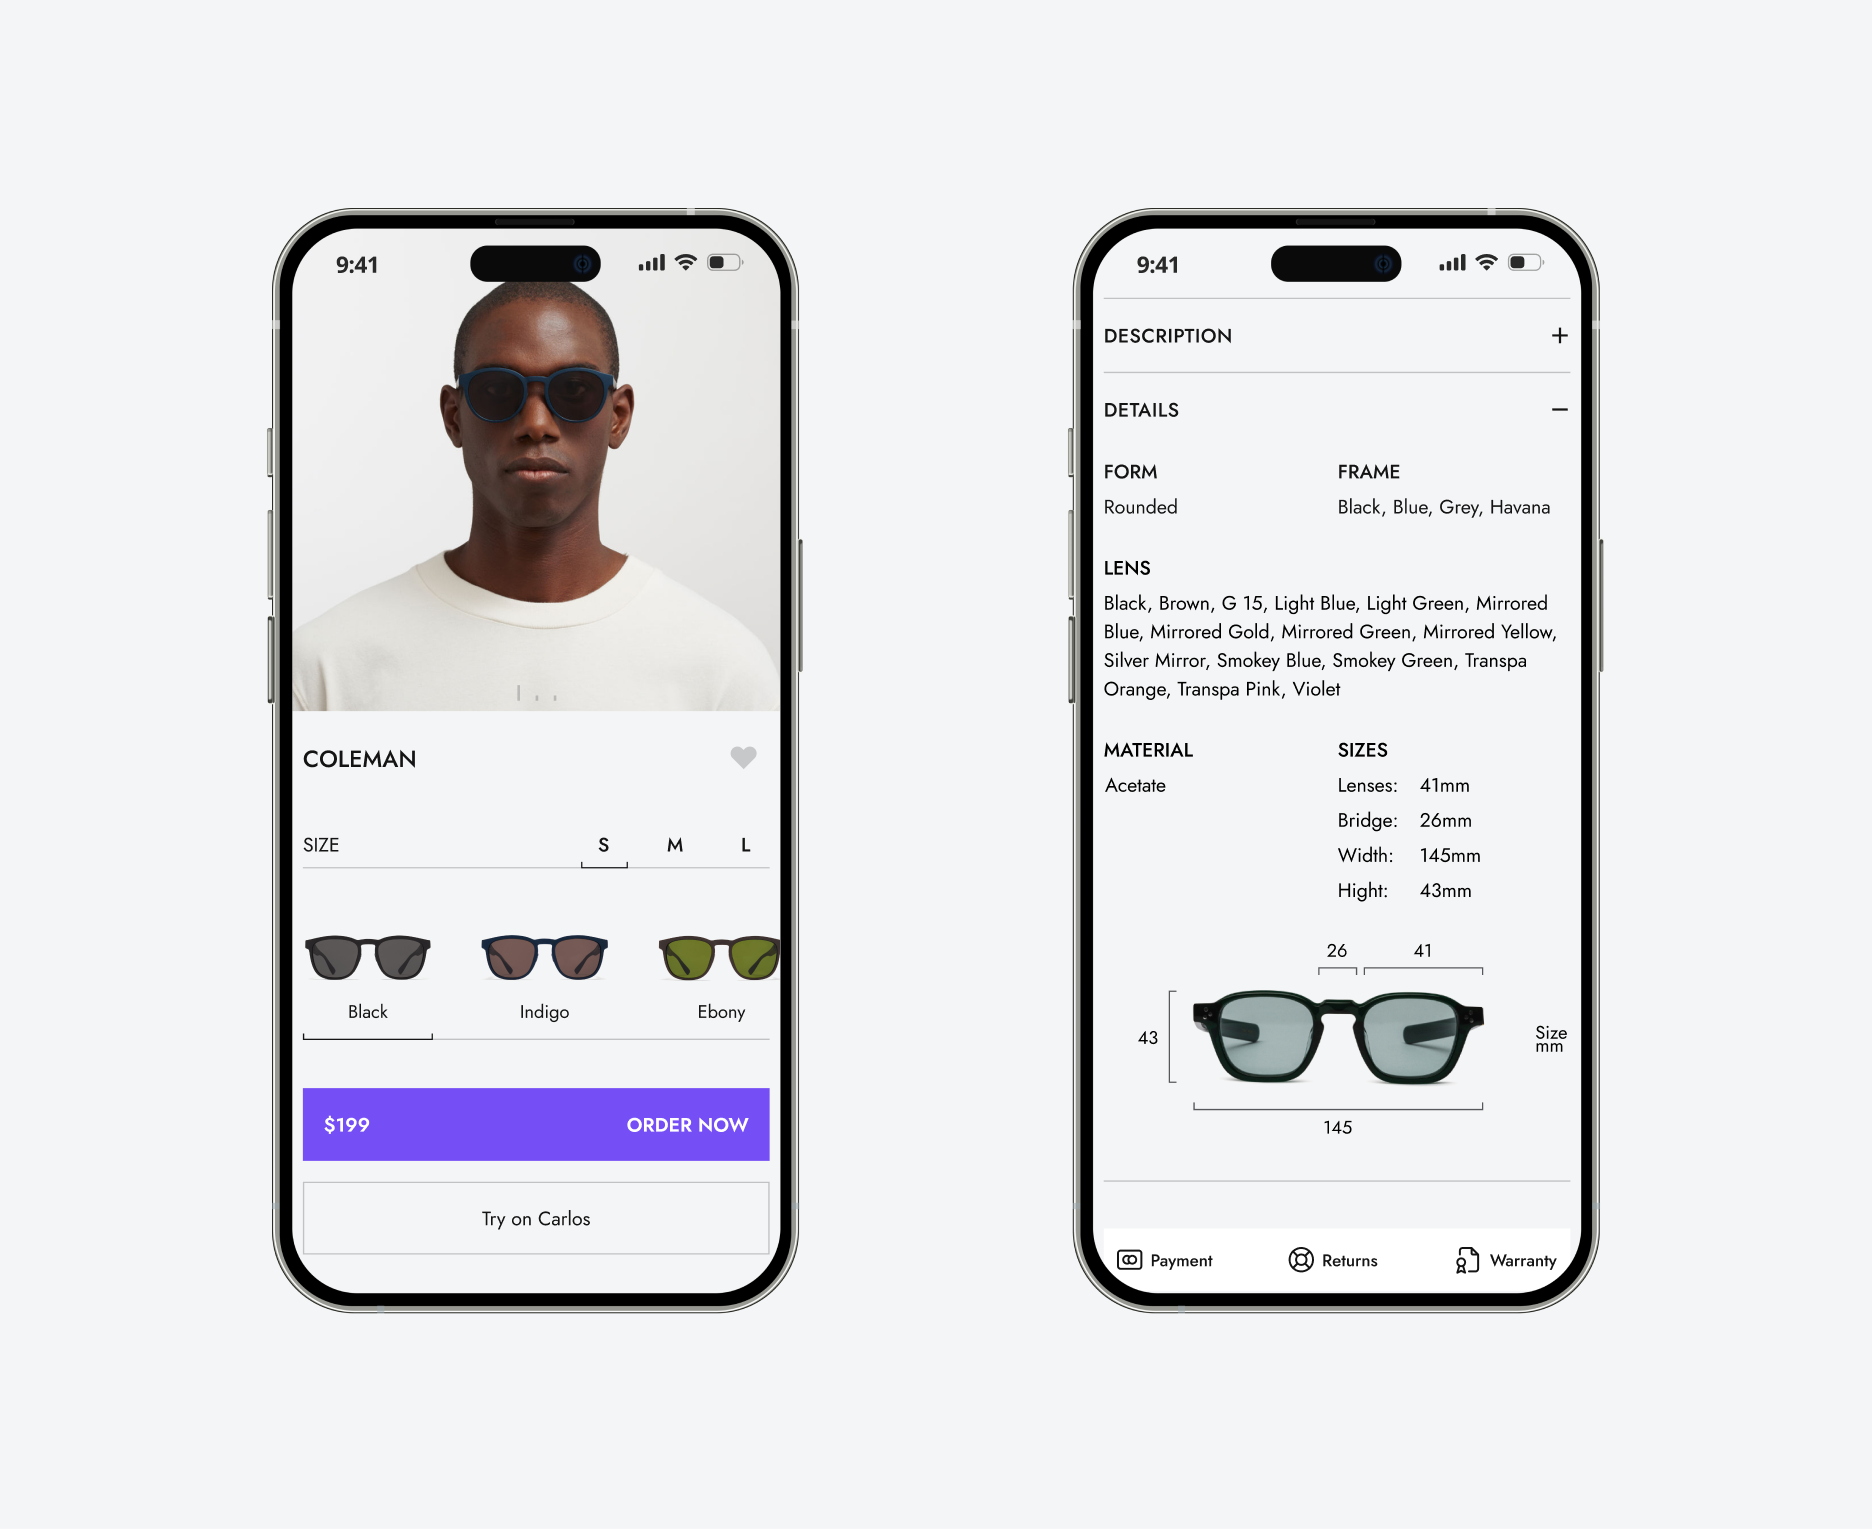 9:41
COLEMAN
SIZE S M L
Black Indigo Ebony
$199 ORDER NOW
Try on Carlos
9:41
DESCRIPTION
DETAILS
FORM FRAME
Rounded Black, Blue, Grey, Havana
LENS
Black, Brown, G 15, Light Blue, Light Green, Mirrored
Blue, Mirrored Gold, Mirrored Green, Mirrored Yellow,
Silver Mirror, Smokey Blue, Smokey Green, Transpa
Orange, Transpa Pink, Violet
MATERIAL SIZES
Acetate Lenses: 41mm
Bridge: 26mm
Width: 145mm
Hight: 43mm
26 41
43
Size
mm
145
Payment Returns Warranty